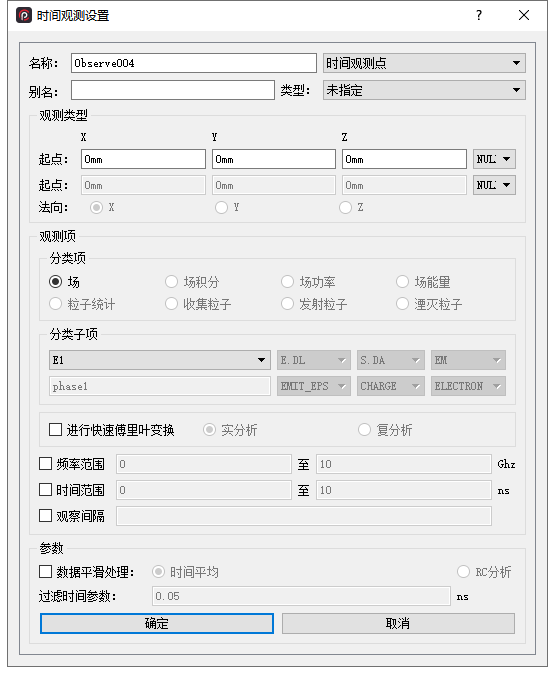 时间观测设置
名称: Observe004 时间观测点
别名: 类型: 未指定
观测类型
X Y Z
起点: 0mm 0mm 0mm NUL
起点: 0mm 0mm 0mm NUL
法向: X Y Z
观测项
分类项
场 场积分 场功率 场能量
粒子统计 收集粒子 发射粒子 湮灭粒子
分类子项
E1 E.DL S.DA EM
phase1 EMIT_EPS CHARGE ELECTRON
进行快速傅里叶变换 实分析 复分析
频率范围 0 至 10 Ghz
时间范围 0 至 10 ns
观察间隔
参数
数据平滑处理: 时间平均 RC分析
过滤时间参数: 0.05 ns
确定 取消